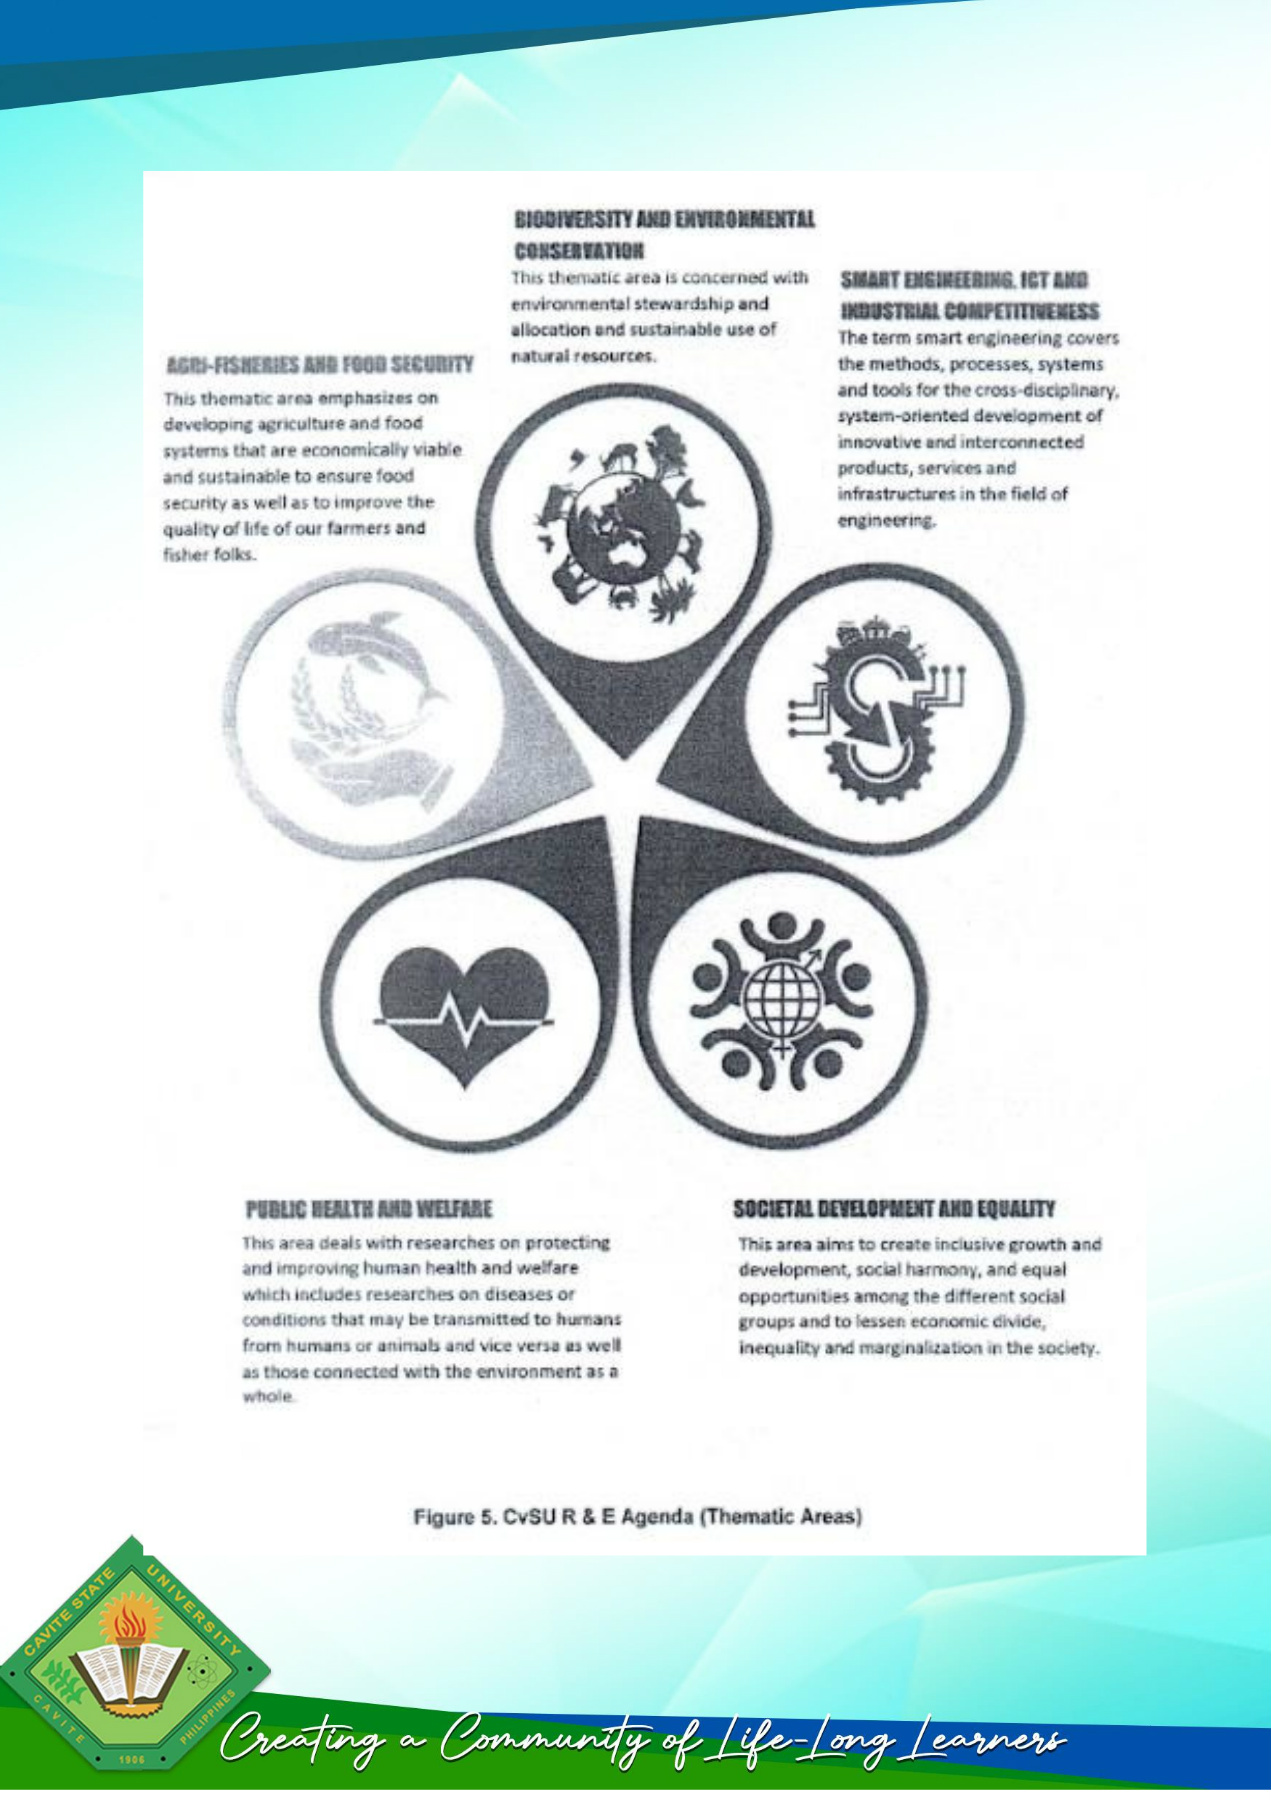 BIODIVERSITY AND ENVIRONMENTAL
CONSERVATION
This thematic area is concerned with
environmental stewardship and
allocation and sustainable use of
natural resources.
SMART ENGINEERING, ICT AND
INDUSTRIAL COMPETITIVENESS
The term smart engineering covers
the methods, processes, systems
and tools for the cross-disciplinary,
system-oriented development of
innovative and interconnected
products, services and
infrastructures in the field of
engineering.
AGRI-FISHERIES AND FOOD SECURITY
This thematic area emphasizes on
developing agriculture and food
systems that are economically viable
and sustainable to ensure food
security as well as to improve the
quality of life of our farmers and
fisher folks.
PUBLIC HEALTH AND WELFARE
This area deals with researches on protecting
and improving human health and welfare
which includes researches on diseases or
conditions that may be transmitted to humans
from humans or animals and vice versa as well
as those connected with the environment as a
whole.
SOCIETAL DEVELOPMENT AND EQUALITY
This area aims to create inclusive growth and
development, social harmony, and equal
opportunities among the different social
groups and to lessen economic divide,
inequality and marginalization in the society.
Figure 5. CvSU R & E Agenda (Thematic Areas)
CAVITE STATE UNIVERSITY
CAVITE PHILIPPINES
1906
Creating a Community of Life-Long Learners